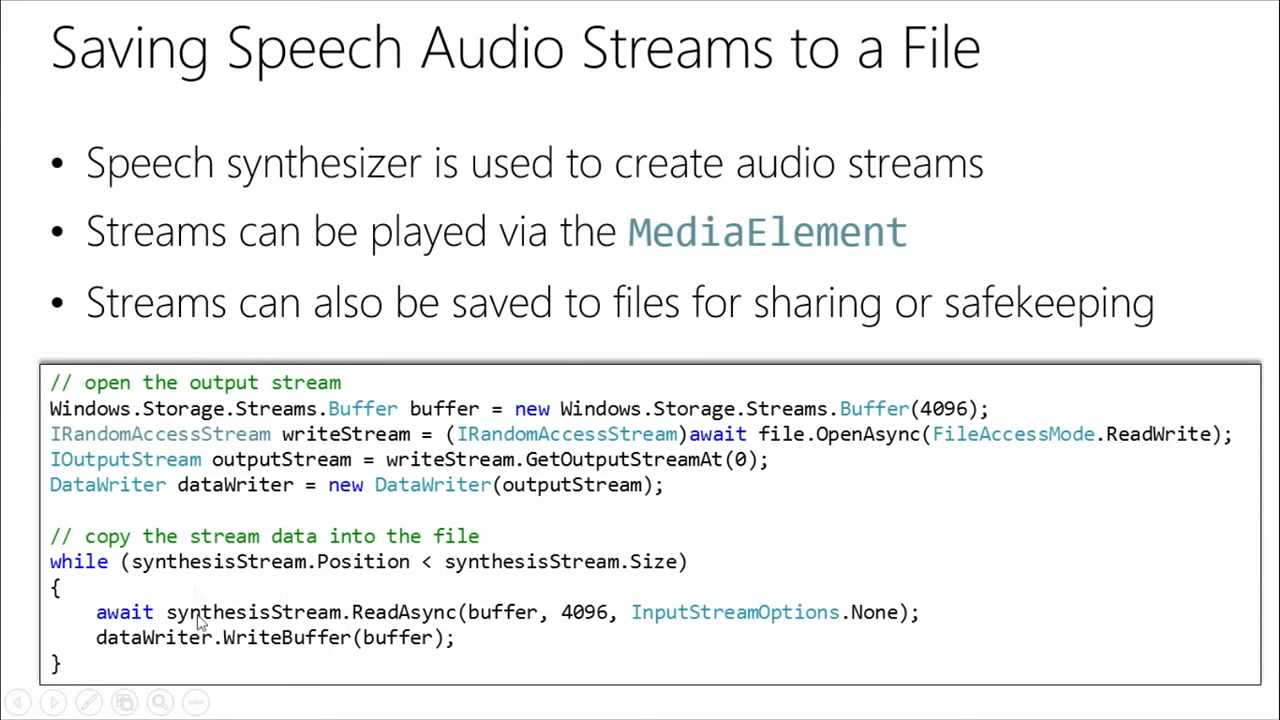 Saving Speech Audio Streams to a File
• Speech synthesizer is used to create audio streams
• Streams can be played via the MediaElement
• Streams can also be saved to files for sharing or safekeeping
// open the output stream
Windows.Storage.Streams.Buffer buffer = new Windows.Storage.Streams.Buffer(4096);
IRandomAccessStream writeStream = (IRandomAccessStream)await file.OpenAsync(FileAccessMode.ReadWrite);
IOutputStream outputStream = writeStream.GetOutputStreamAt(0);
DataWriter dataWriter = new DataWriter(outputStream);
// copy the stream data into the file
while (synthesisStream.Position < synthesisStream.Size)
{
    await synthesisStream.ReadAsync(buffer, 4096, InputStreamOptions.None);
    dataWriter.WriteBuffer(buffer);
}